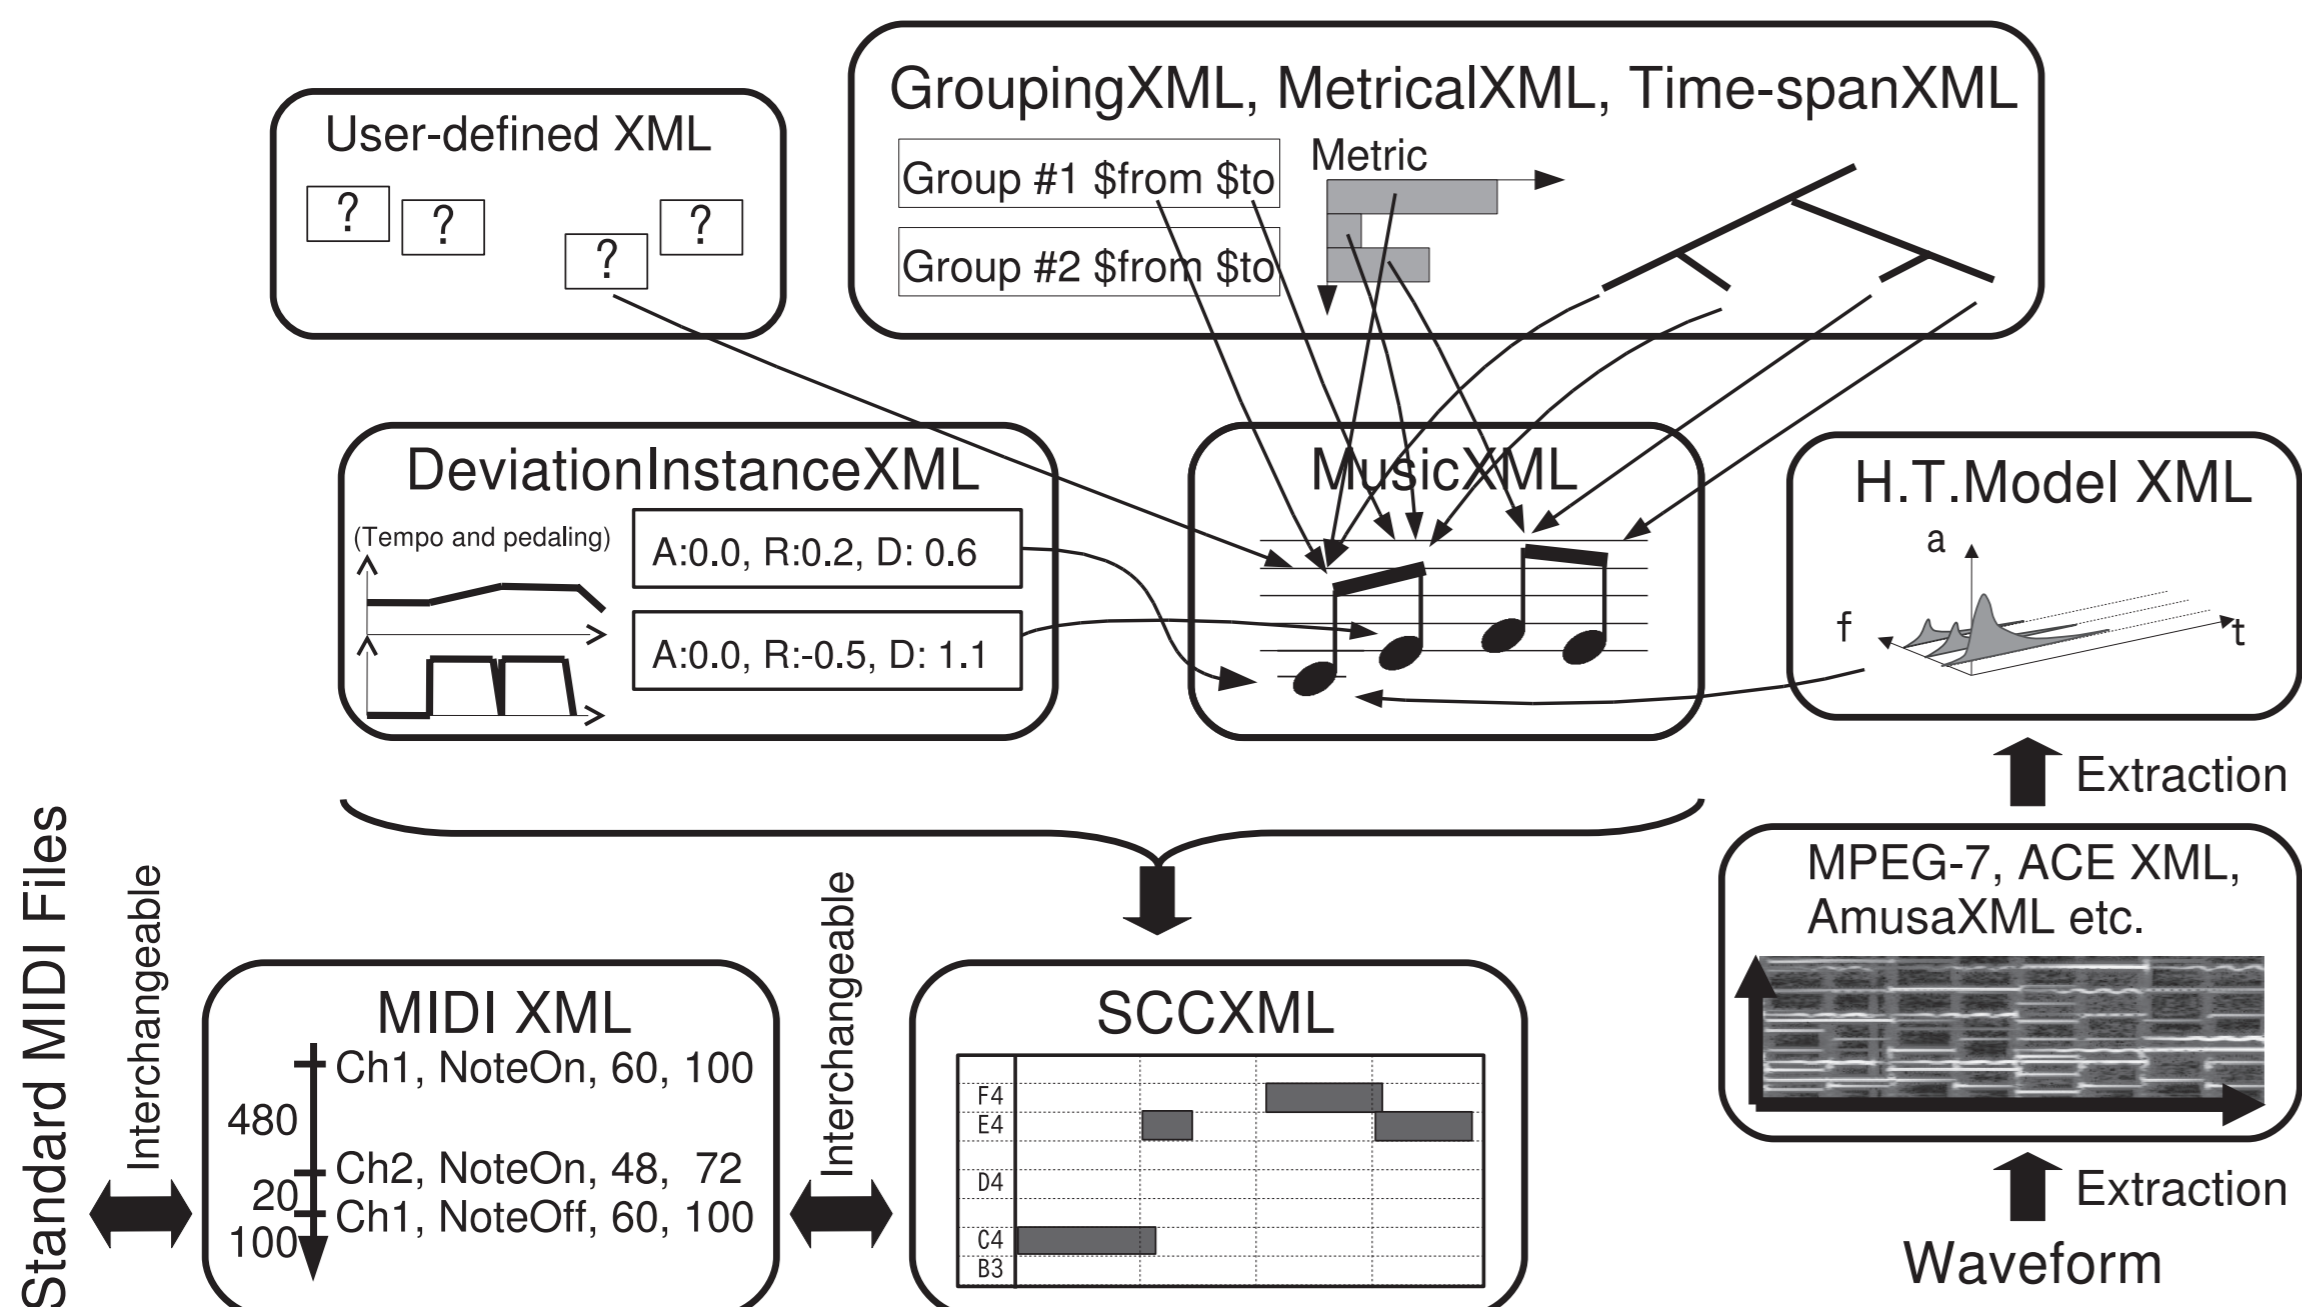 GroupingXML, MetricalXML, Time-spanXML
Group #1 $from $to
Group #2 $from $to
Metric
User-defined XML
?
?
?
?
DeviationInstanceXML
(Tempo and pedaling)
A:0.0, R:0.2, D: 0.6
A:0.0, R:-0.5, D: 1.1
MusicXML
H.T.Model XML
a
f
t
Extraction
MPEG-7, ACE XML,
AmusaXML etc.
Extraction
Waveform
Standard MIDI Files
Interchangeable
MIDI XML
Ch1, NoteOn, 60, 100
480
Ch2, NoteOn, 48, 72
20
Ch1, NoteOff, 60, 100
100
Interchangeable
SCCXML
F4
E4
D4
C4
B3